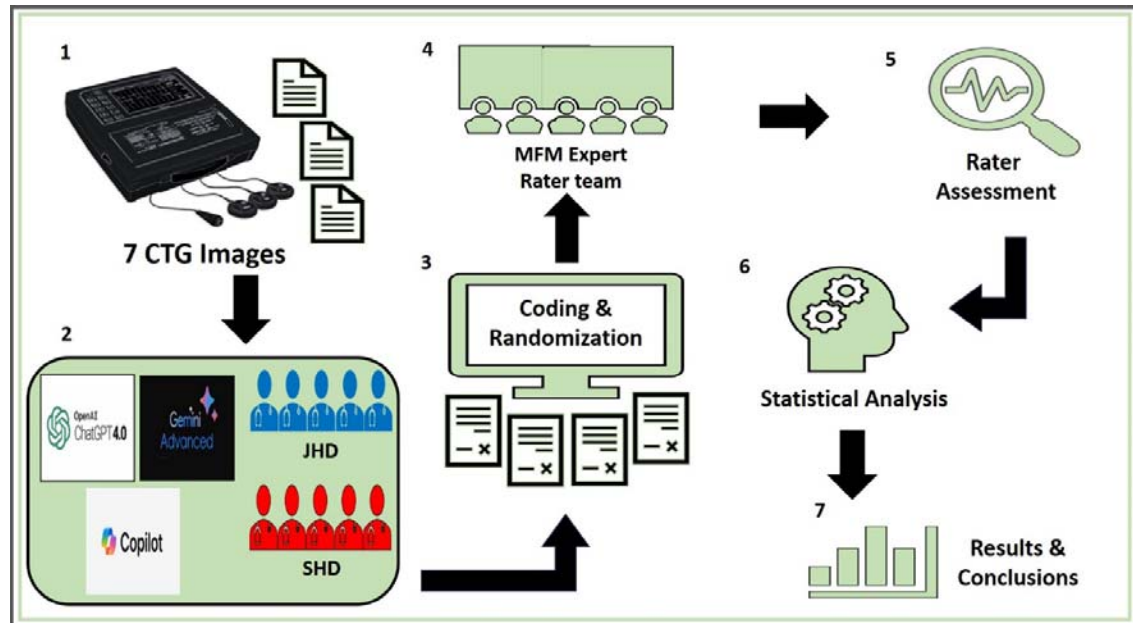 1
7 CTG Images
2
OpenAI
ChatGPT 4.0
Gemini
Advanced
Copilot
JHD
SHD
3
Coding &
Randomization
4
MFM Expert
Rater team
5
Rater
Assessment
6
Statistical Analysis
7
Results &
Conclusions